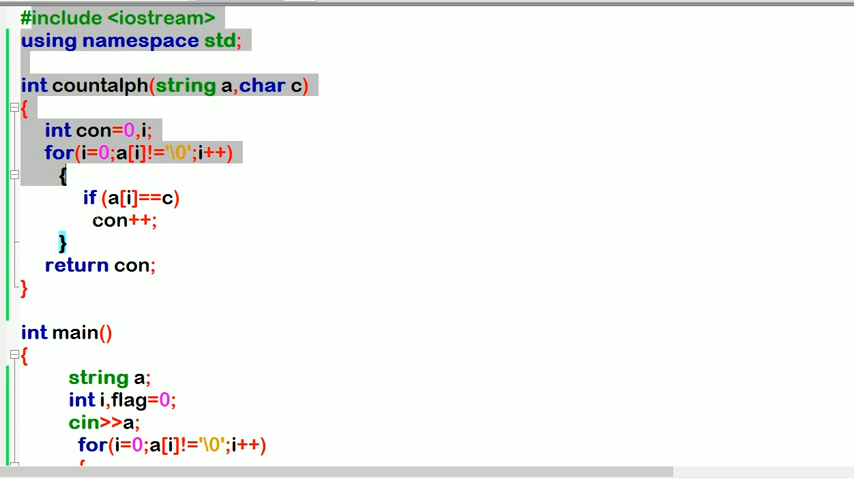 #include <iostream>
using namespace std;
int countalph(string a,char c)
{
int con=0,i;
for(i=0;a[i]!='\0';i++)
{
if (a[i]==c)
con++;
}
return con;
}
int main()
{
string a;
int i,flag=0;
cin>>a;
for(i=0;a[i]!='\0';i++)
{